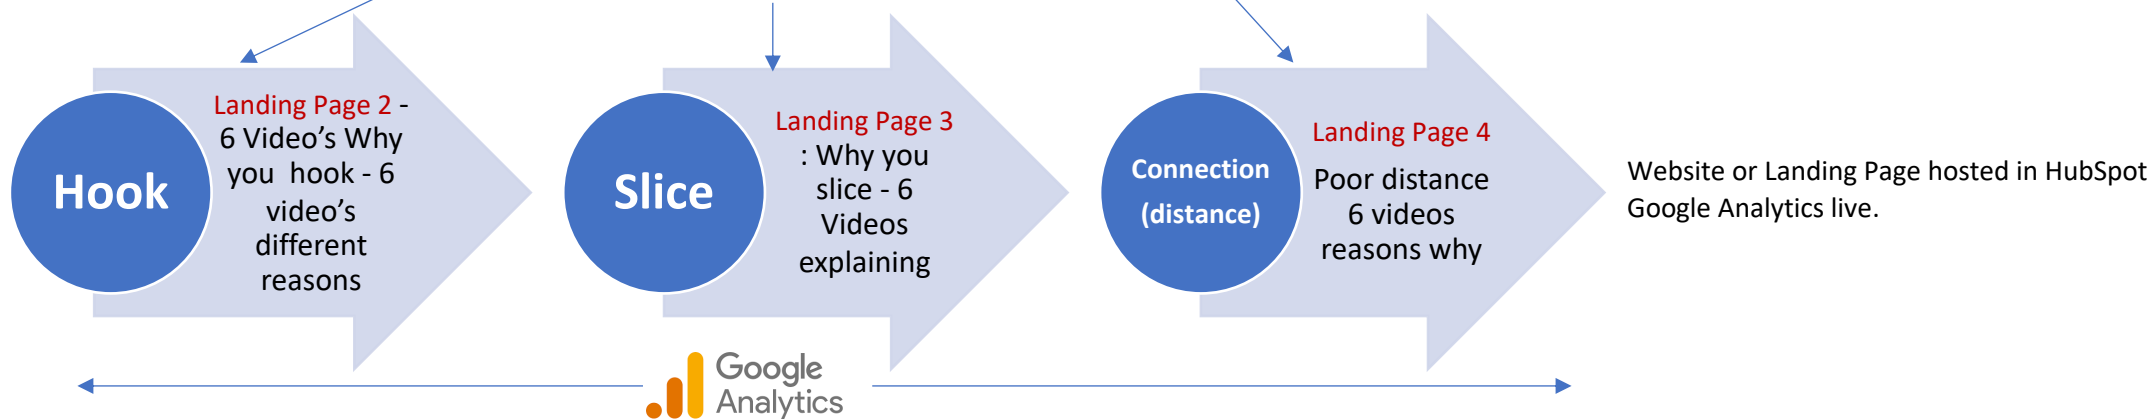 Hook
Landing Page 2 -
6 Video’s Why
you hook - 6
video’s
different
reasons
Slice
Landing Page 3
: Why you
slice - 6
Videos
explaining
Connection
(distance)
Landing Page 4
Poor distance
6 videos
reasons why
Website or Landing Page hosted in HubSpot
Google Analytics live.
Google
Analytics